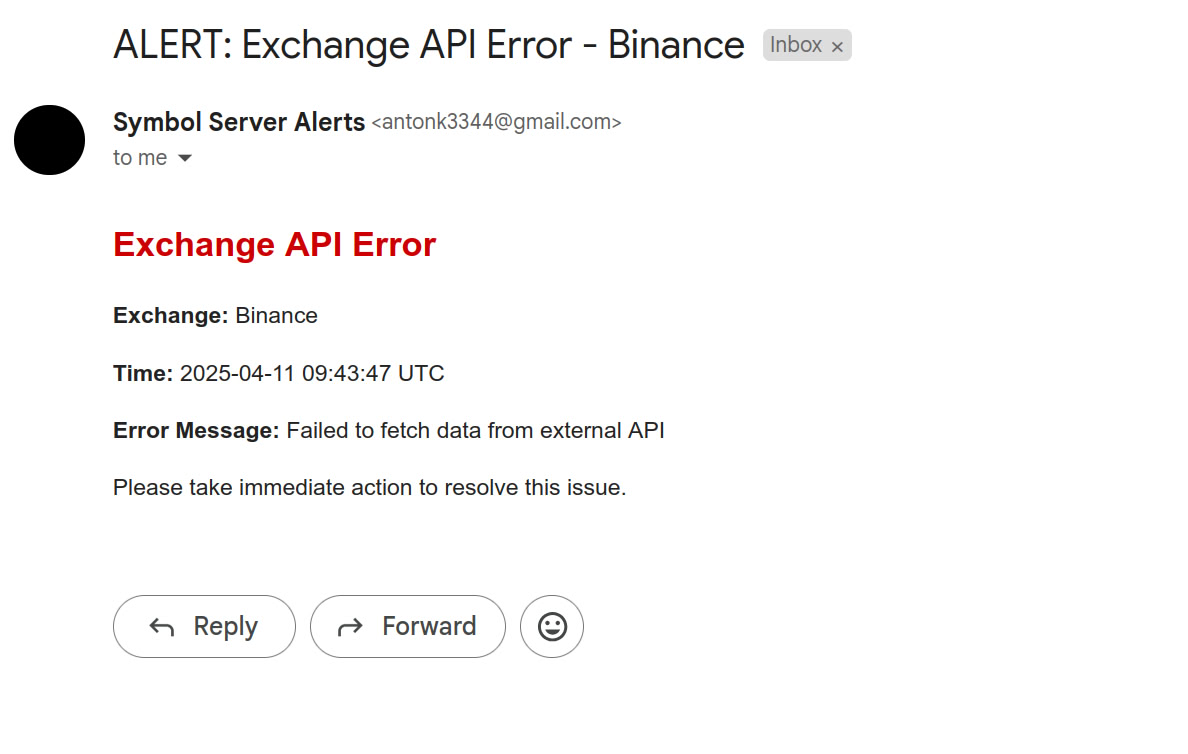 ALERT: Exchange API Error - Binance Inbox ×
Symbol Server Alerts <antonk3344@gmail.com>
to me
Exchange API Error
Exchange: Binance
Time: 2025-04-11 09:43:47 UTC
Error Message: Failed to fetch data from external API
Please take immediate action to resolve this issue.
Reply Forward